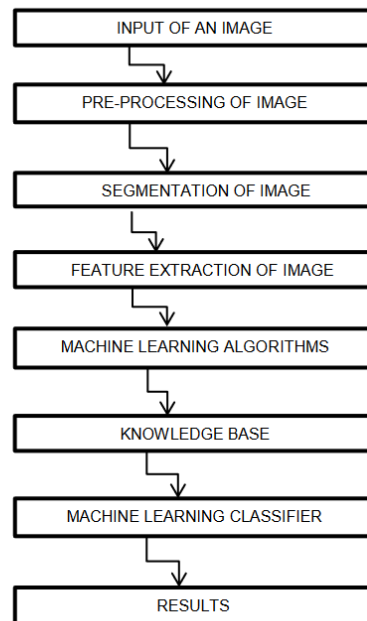 INPUT OF AN IMAGE
PRE-PROCESSING OF IMAGE
SEGMENTATION OF IMAGE
FEATURE EXTRACTION OF IMAGE
MACHINE LEARNING ALGORITHMS
KNOWLEDGE BASE
MACHINE LEARNING CLASSIFIER
RESULTS